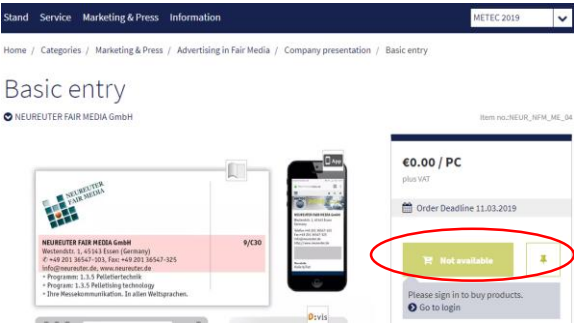 Stand Service Marketing & Press Information
METEC 2019
Home / Categories / Marketing & Press / Advertising in Fair Media / Company presentation / Basic entry
Basic entry
NEUREUTER FAIR MEDIA GmbH
Item no.:NEUR_NFM_ME_04
€0.00 / PC
plus VAT
Order Deadline 11.03.2019
Not available
Please sign in to buy products.
Go to login
NEUREUTER
FAIR MEDIA
App
NEUREUTER FAIR MEDIA GmbH 9/C30
Westendstr. 1, 45143 Essen (Germany)
✆ +49 201 36547-103, Fax: +49 201 36547-325
info@neureuter.de, www.neureuter.de
• Programm: 1.3.5 Pelletiertechnik
• Program: 1.3.5 Pelletising technology
• Ihre Messekommunikation. In allen Weltsprachen.
O:vis